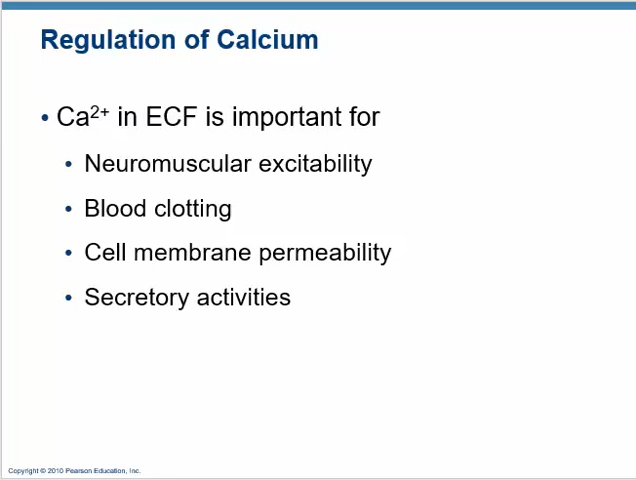 Regulation of Calcium
• Ca²⁺ in ECF is important for
• Neuromuscular excitability
• Blood clotting
• Cell membrane permeability
• Secretory activities
Copyright © 2010 Pearson Education, Inc.